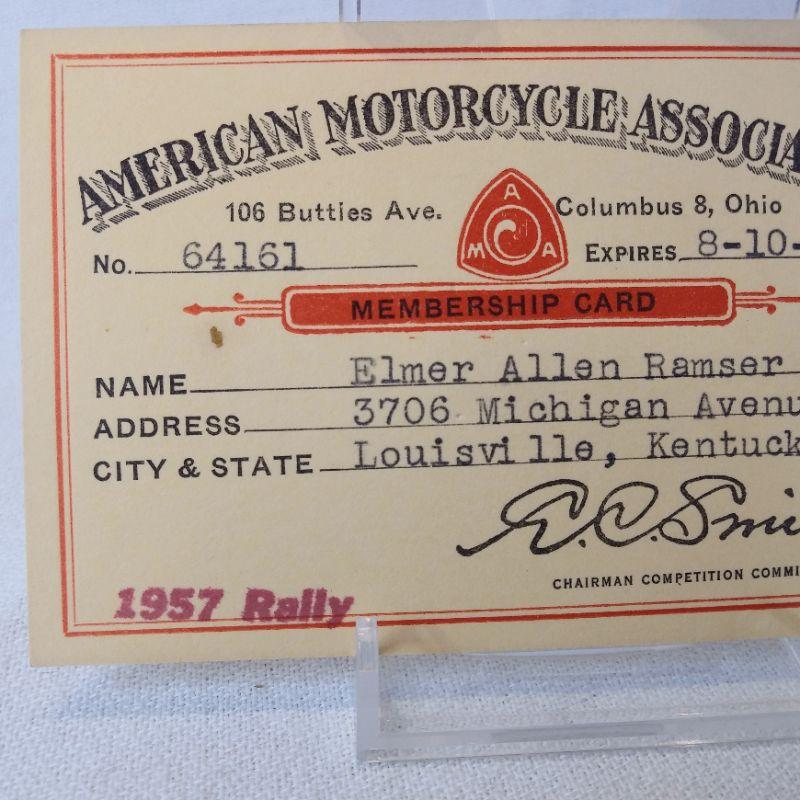 AMERICAN MOTORCYCLE ASSOCIA
106 Butties Ave. Columbus 8, Ohio
A M A
No. 64161 EXPIRES 8-10-
MEMBERSHIP CARD
NAME Elmer Allen Ramser
ADDRESS 3706 Michigan Avenu
CITY & STATE Louisville, Kentuck
E.C. Smi
CHAIRMAN COMPETITION COMMI
1957 Rally